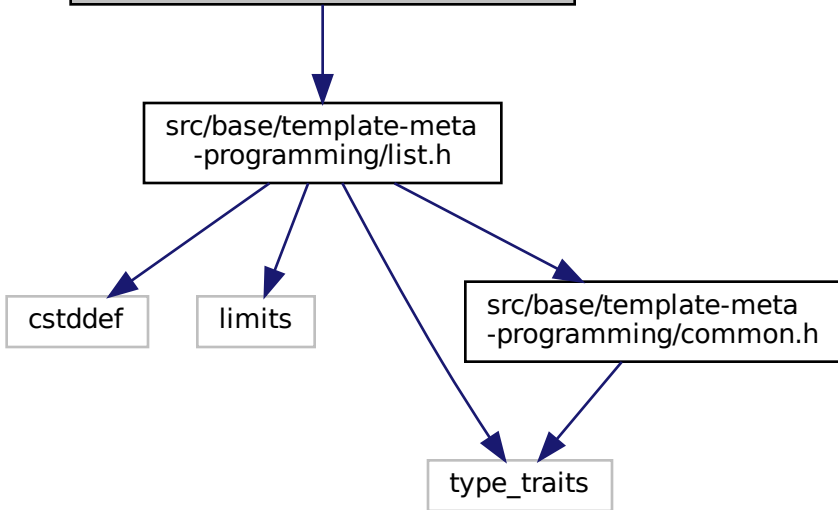 src/base/template-meta
-programming/list.h
cstddef
limits
src/base/template-meta
-programming/common.h
type_traits